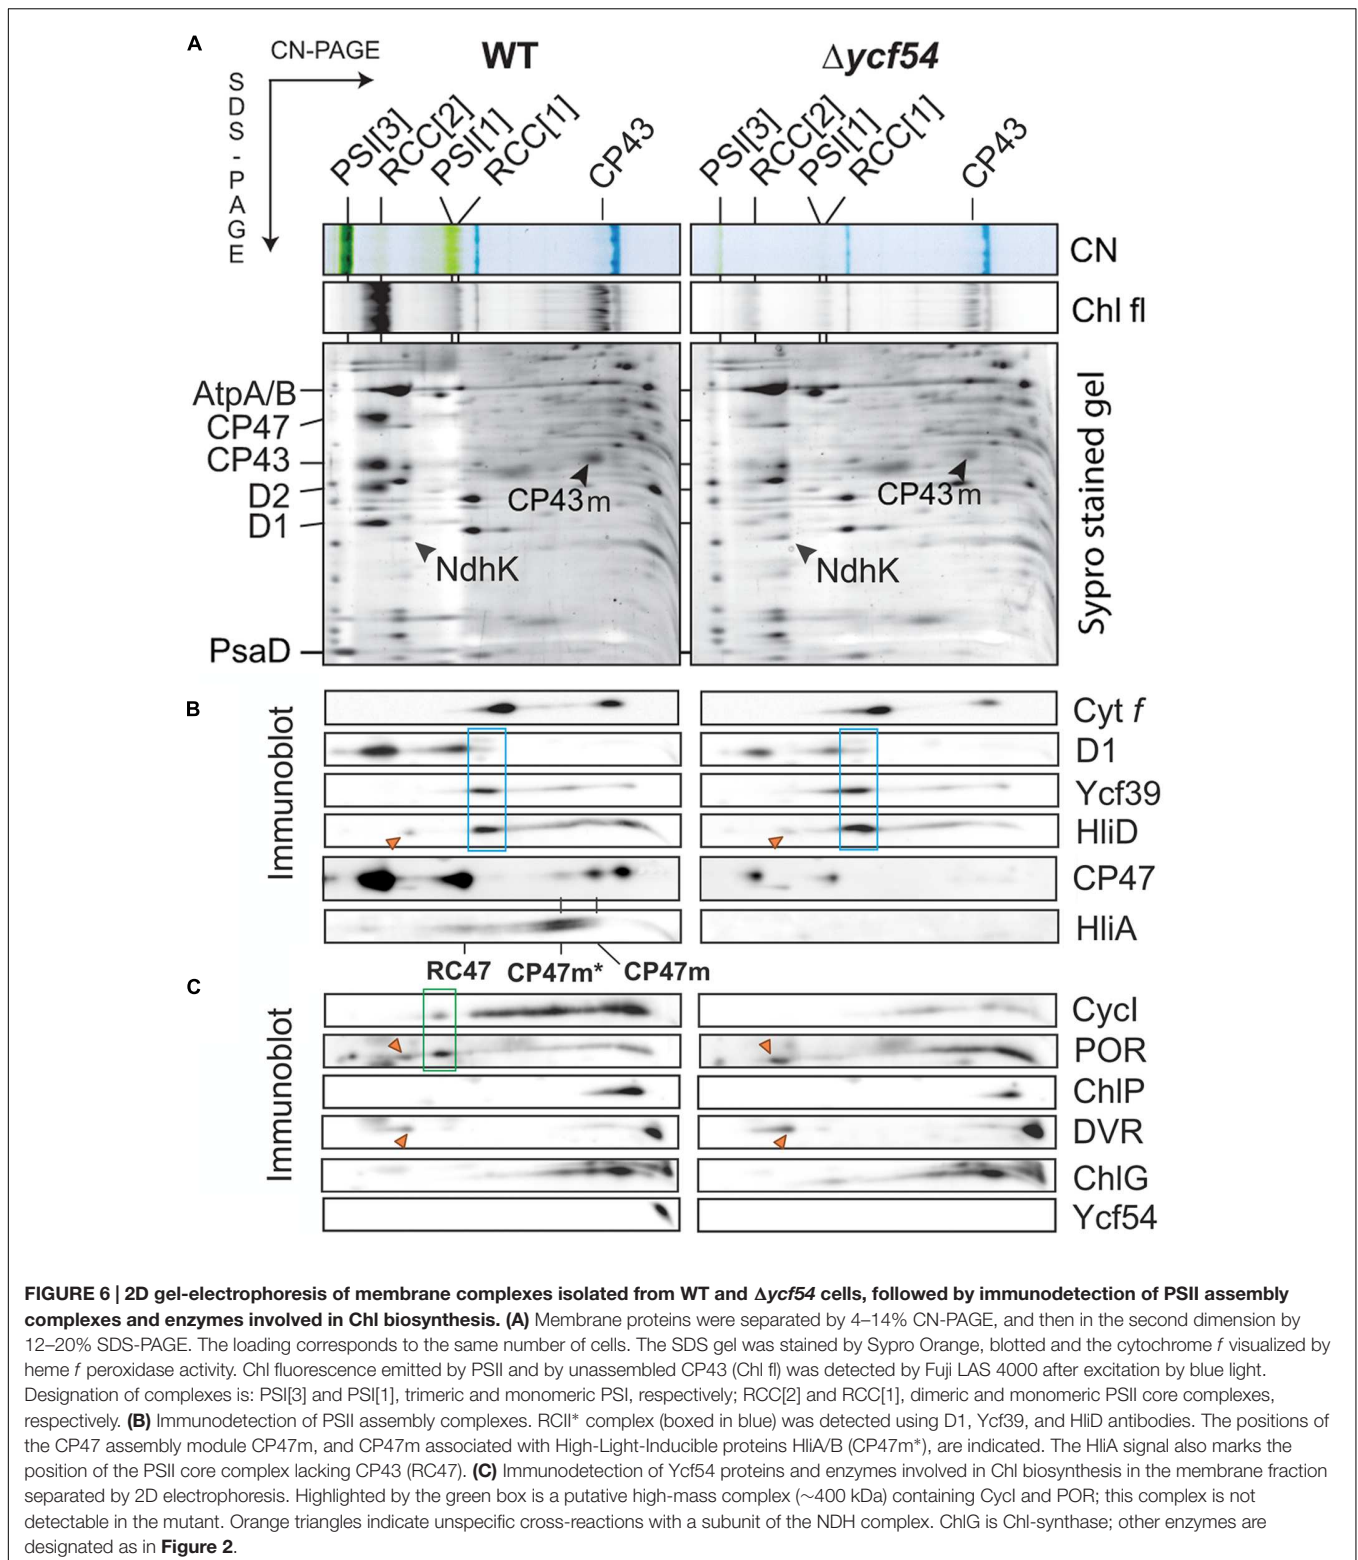 A
CN-PAGE
WT
Δycf54
SDS-PAGE
PSI[3]
RCC[2]
PSI[1]
RCC[1]
CP43
PSI[3]
RCC[2]
PSI[1]
RCC[1]
CP43
CN
Chl fl
AtpA/B
CP47
CP43
D2
D1
PsaD
CP43m
NdhK
CP43m
NdhK
Sypro stained gel
B
Immunoblot
Cyt f
D1
Ycf39
HliD
CP47
HliA
RC47 CP47m* CP47m
C
Immunoblot
CycI
POR
ChlP
DVR
ChlG
Ycf54
FIGURE 6 | 2D gel-electrophoresis of membrane complexes isolated from WT and Δycf54 cells, followed by immunodetection of PSII assembly
complexes and enzymes involved in Chl biosynthesis. (A) Membrane proteins were separated by 4–14% CN-PAGE, and then in the second dimension by
12–20% SDS-PAGE. The loading corresponds to the same number of cells. The SDS gel was stained by Sypro Orange, blotted and the cytochrome f visualized by
heme f peroxidase activity. Chl fluorescence emitted by PSII and by unassembled CP43 (Chl fl) was detected by Fuji LAS 4000 after excitation by blue light.
Designation of complexes is: PSI[3] and PSI[1], trimeric and monomeric PSI, respectively; RCC[2] and RCC[1], dimeric and monomeric PSII core complexes,
respectively. (B) Immunodetection of PSII assembly complexes. RCII* complex (boxed in blue) was detected using D1, Ycf39, and HliD antibodies. The positions of
the CP47 assembly module CP47m, and CP47m associated with High-Light-Inducible proteins HliA/B (CP47m*), are indicated. The HliA signal also marks the
position of the PSII core complex lacking CP43 (RC47). (C) Immunodetection of Ycf54 proteins and enzymes involved in Chl biosynthesis in the membrane fraction
separated by 2D electrophoresis. Highlighted by the green box is a putative high-mass complex (∼400 kDa) containing CycI and POR; this complex is not
detectable in the mutant. Orange triangles indicate unspecific cross-reactions with a subunit of the NDH complex. ChlG is Chl-synthase; other enzymes are
designated as in Figure 2.